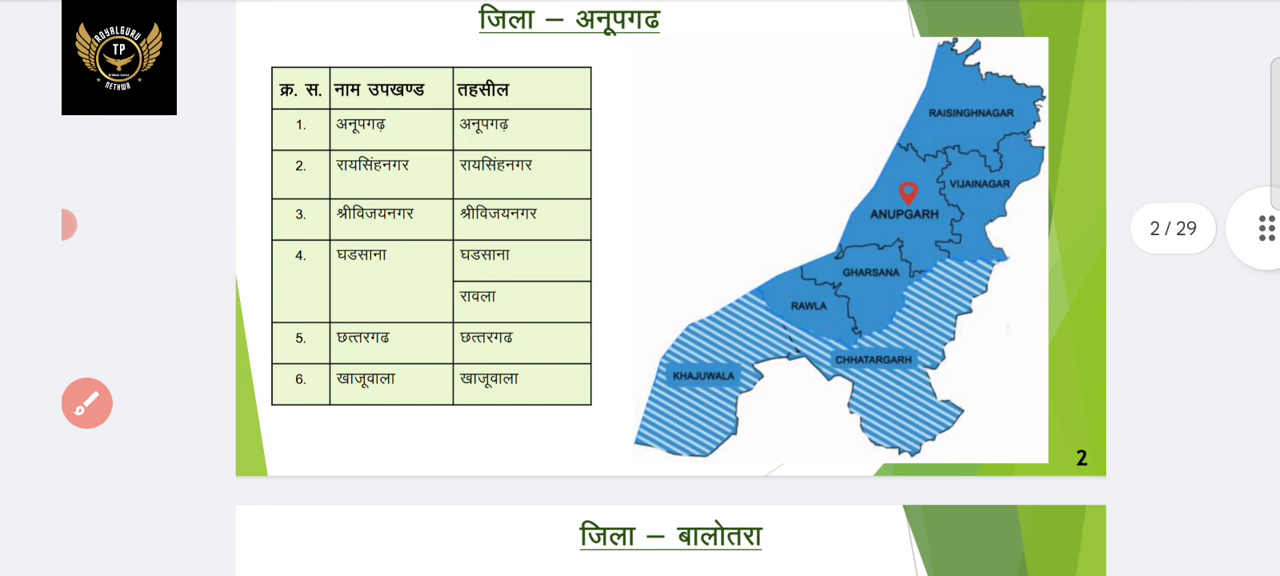 ROYALGURU
TP
NETHWA
जिला – अनूपगढ
क्र. स. नाम उपखण्ड तहसील
1. अनूपगढ़ अनूपगढ़
2. रायसिंहनगर रायसिंहनगर
3. श्रीविजयनगर श्रीविजयनगर
4. घडसाना घडसाना
रावला
5. छत्तरगढ छत्तरगढ
6. खाजूवाला खाजूवाला
RAISINGHNAGAR
VIJAINAGAR
ANUPGARH
GHARSANA
RAWLA
CHHATARGARH
KHAJUWALA
2 / 29
2
जिला – बालोतरा